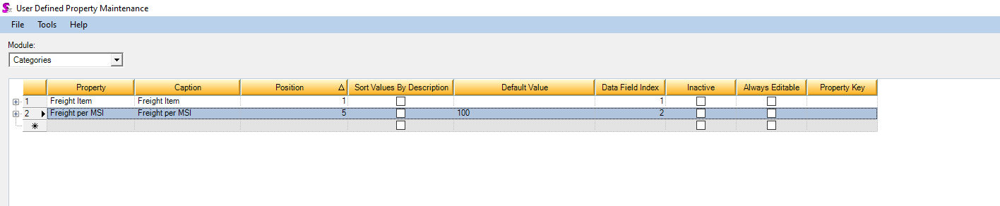 User Defined Property Maintenance
File Tools Help
Module:
Categories
Property Caption Position Sort Values By Description Default Value Data Field Index Inactive Always Editable Property Key
1 Freight Item Freight Item 1 1
2 Freight per MSI Freight per MSI 5 100 2